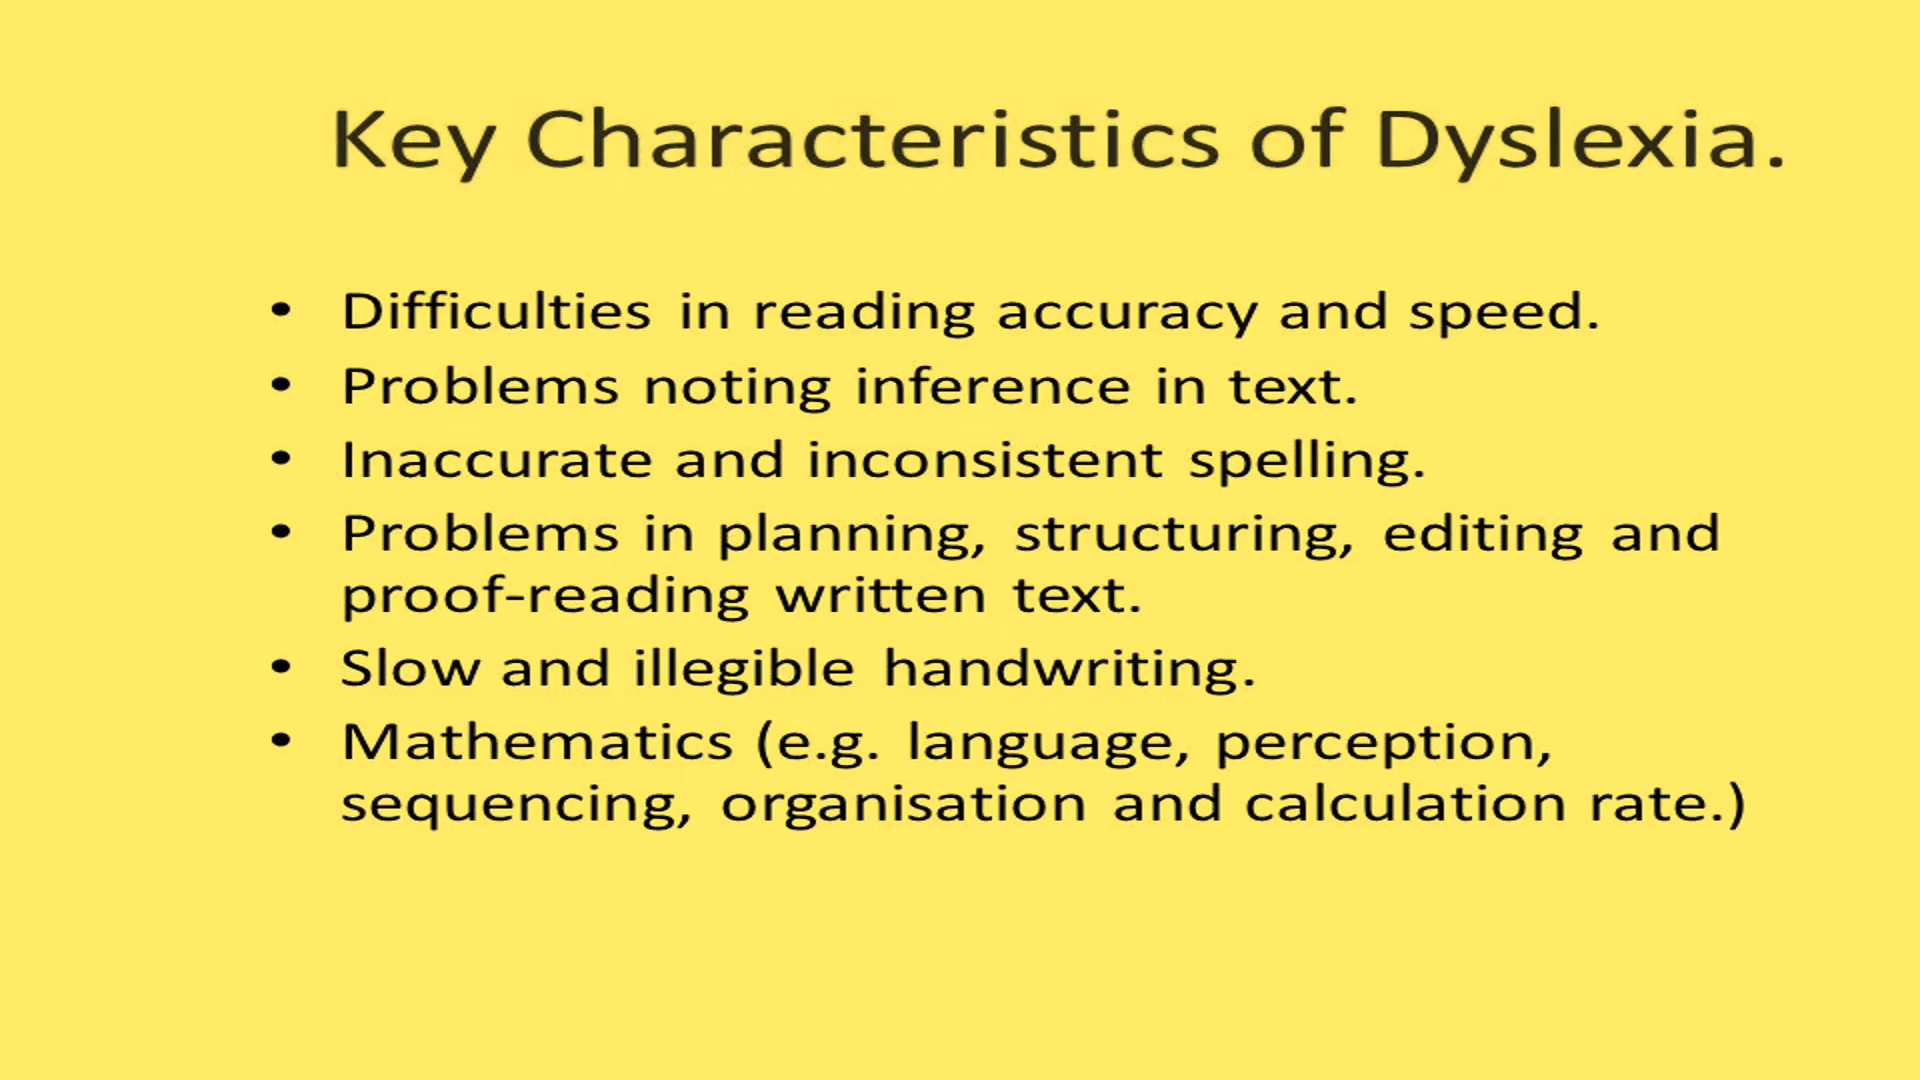 Key Characteristics of Dyslexia.
• Difficulties in reading accuracy and speed.
• Problems noting inference in text.
• Inaccurate and inconsistent spelling.
• Problems in planning, structuring, editing and
proof-reading written text.
• Slow and illegible handwriting.
• Mathematics (e.g. language, perception,
sequencing, organisation and calculation rate.)